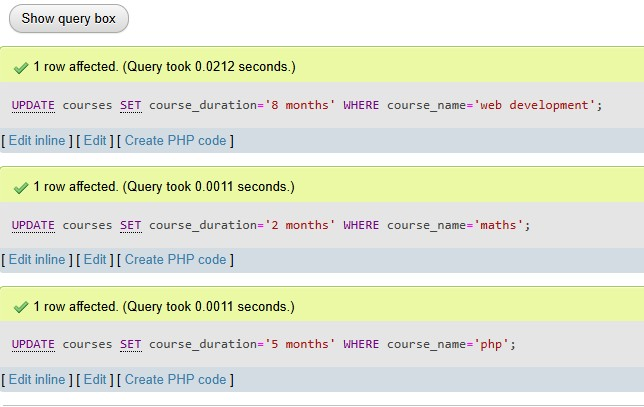 Show query box
1 row affected. (Query took 0.0212 seconds.)
UPDATE courses SET course_duration='8 months' WHERE course_name='web development';
[ Edit inline ] [ Edit ] [ Create PHP code ]
1 row affected. (Query took 0.0011 seconds.)
UPDATE courses SET course_duration='2 months' WHERE course_name='maths';
[ Edit inline ] [ Edit ] [ Create PHP code ]
1 row affected. (Query took 0.0011 seconds.)
UPDATE courses SET course_duration='5 months' WHERE course_name='php';
[ Edit inline ] [ Edit ] [ Create PHP code ]